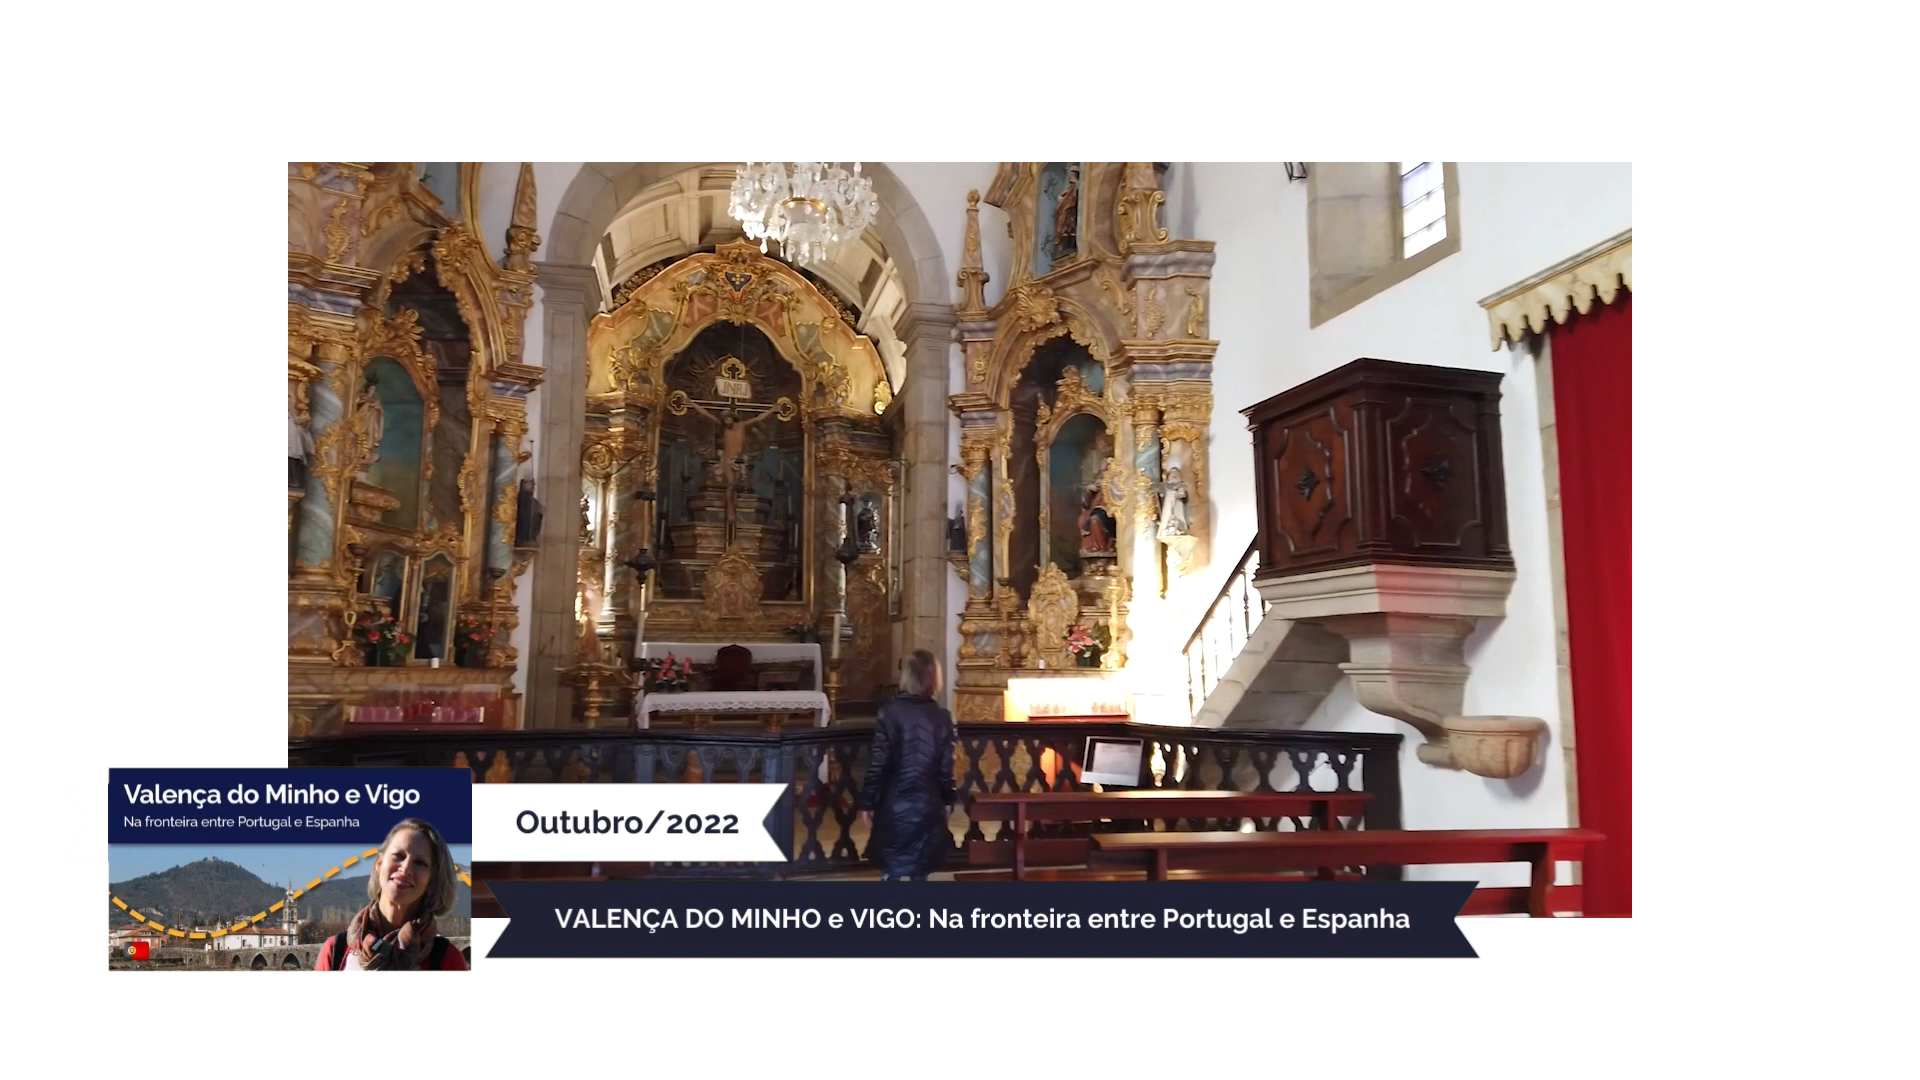 JNRJ
Valença do Minho e Vigo
Na fronteira entre Portugal e Espanha
Outubro/2022
VALENÇA DO MINHO e VIGO: Na fronteira entre Portugal e Espanha